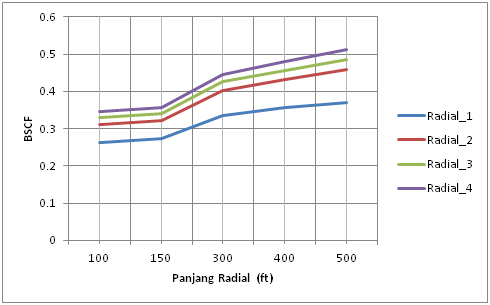 0.6
0.5
0.4
0.3
0.2
0.1
0
BSCF
100 150 300 400 500
Panjang Radial (ft)
Radial_1
Radial_2
Radial_3
Radial_4